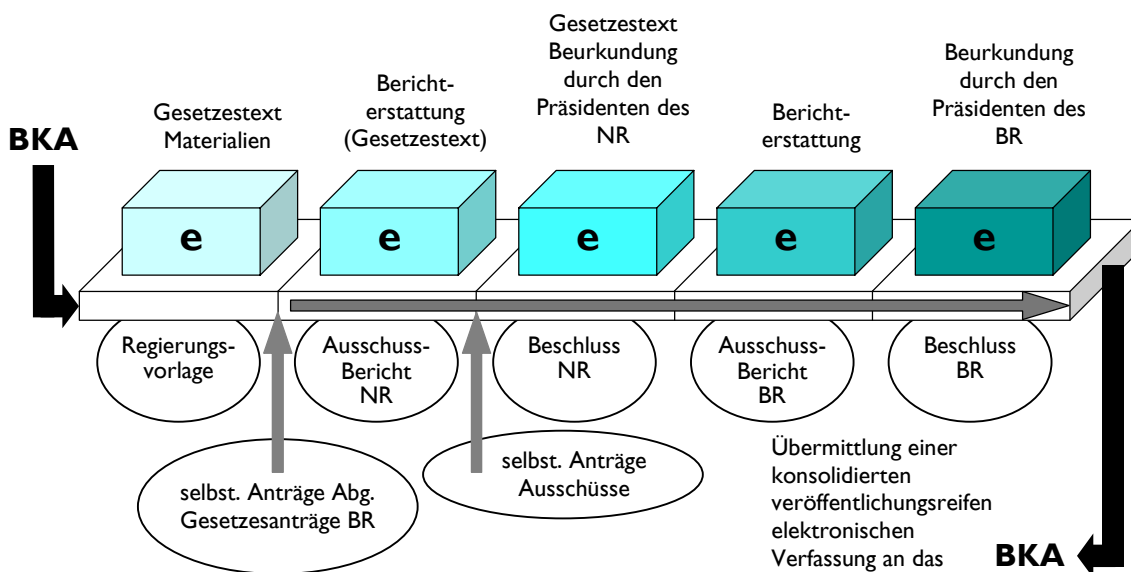 BKA
Gesetzestext
Materialien
Bericht-
erstattung
(Gesetzestext)
Gesetzestext
Beurkundung
durch den
Präsidenten des
NR
Bericht-
erstattung
Beurkundung
durch den
Präsidenten des
BR
e
e
e
e
e
Regierungs-
vorlage
Ausschuss-
Bericht
NR
Beschluss
NR
Ausschuss-
Bericht
BR
Beschluss
BR
selbst. Anträge Abg.
Gesetzesanträge BR
selbst. Anträge
Ausschüsse
Übermittlung einer
konsolidierten
veröffentlichungsreifen
elektronischen
Verfassung an das
BKA